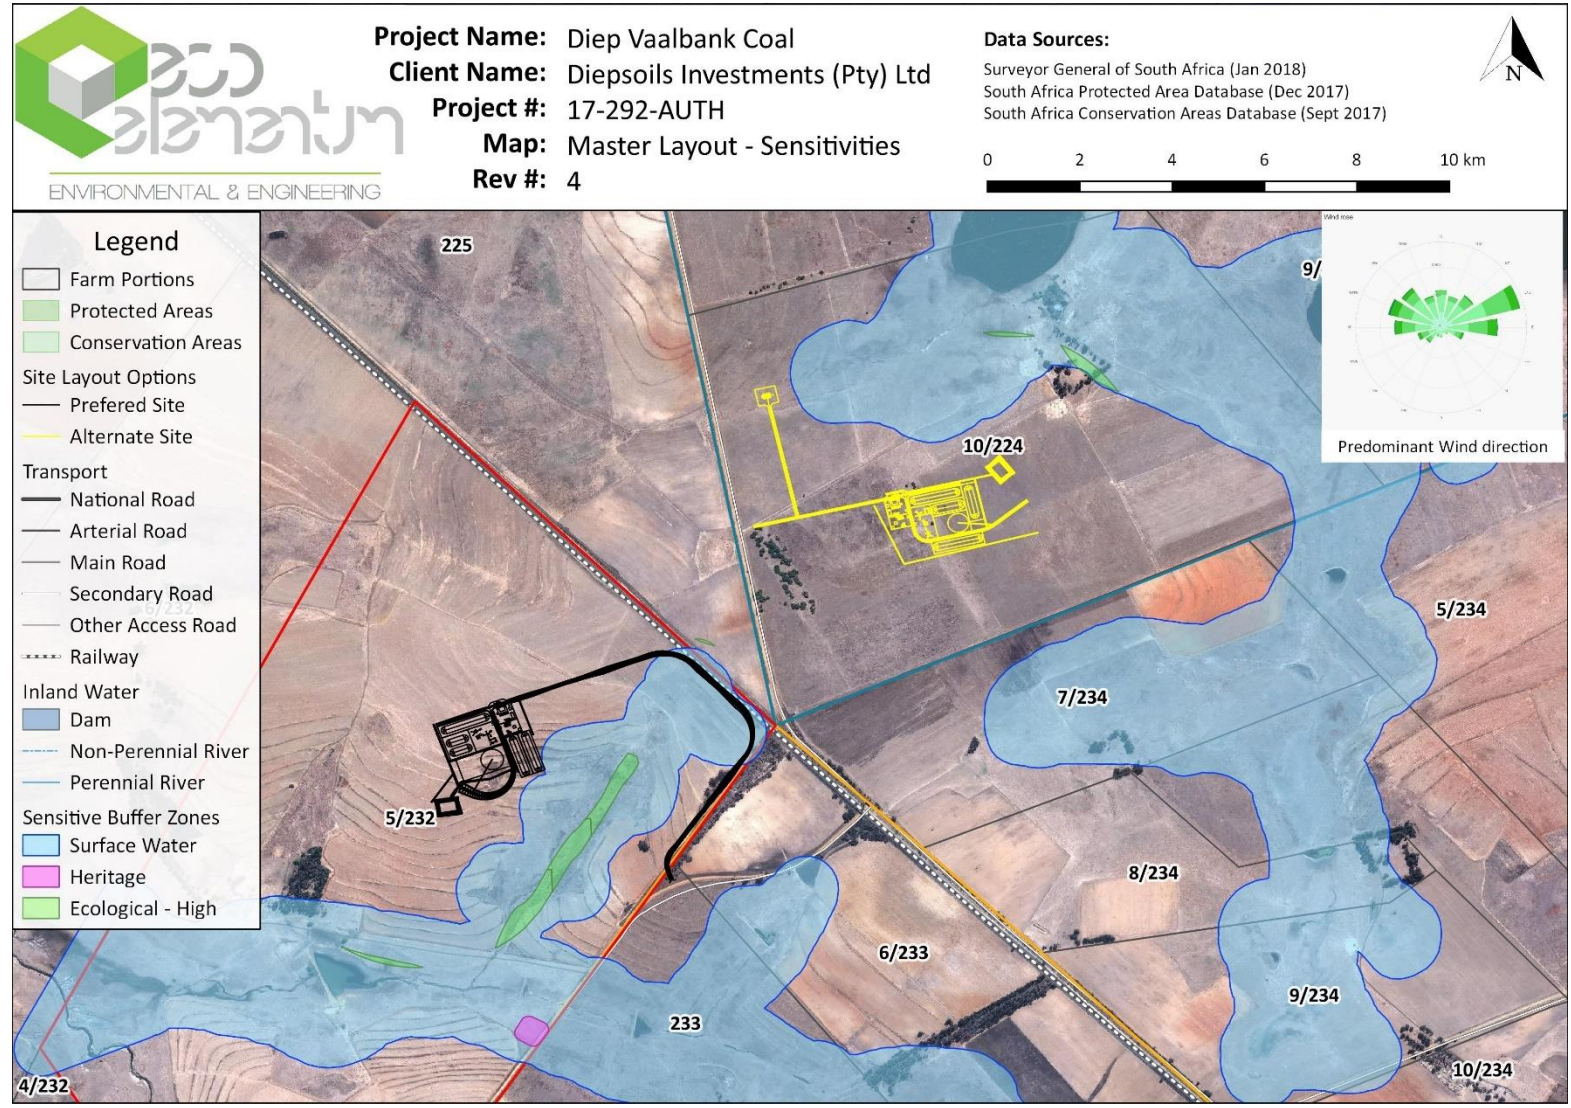 eco
elementum
ENVIRONMENTAL & ENGINEERING
Project Name: Diep Vaalbank Coal
Client Name: Diepsoils Investments (Pty) Ltd
Project #: 17-292-AUTH
Map: Master Layout - Sensitivities
Rev #: 4
Data Sources:
Surveyor General of South Africa (Jan 2018)
South Africa Protected Area Database (Dec 2017)
South Africa Conservation Areas Database (Sept 2017)
N
0 2 4 6 8 10 km
Legend
Farm Portions
Protected Areas
Conservation Areas
Site Layout Options
Prefered Site
Alternate Site
Transport
National Road
Arterial Road
Main Road
Secondary Road
Other Access Road
Railway
Inland Water
Dam
Non-Perennial River
Perennial River
Sensitive Buffer Zones
Surface Water
Heritage
Ecological - High
Wind rose
Predominant Wind direction
225
9/
10/224
6/232
5/234
7/234
5/232
8/234
6/233
9/234
233
10/234
4/232